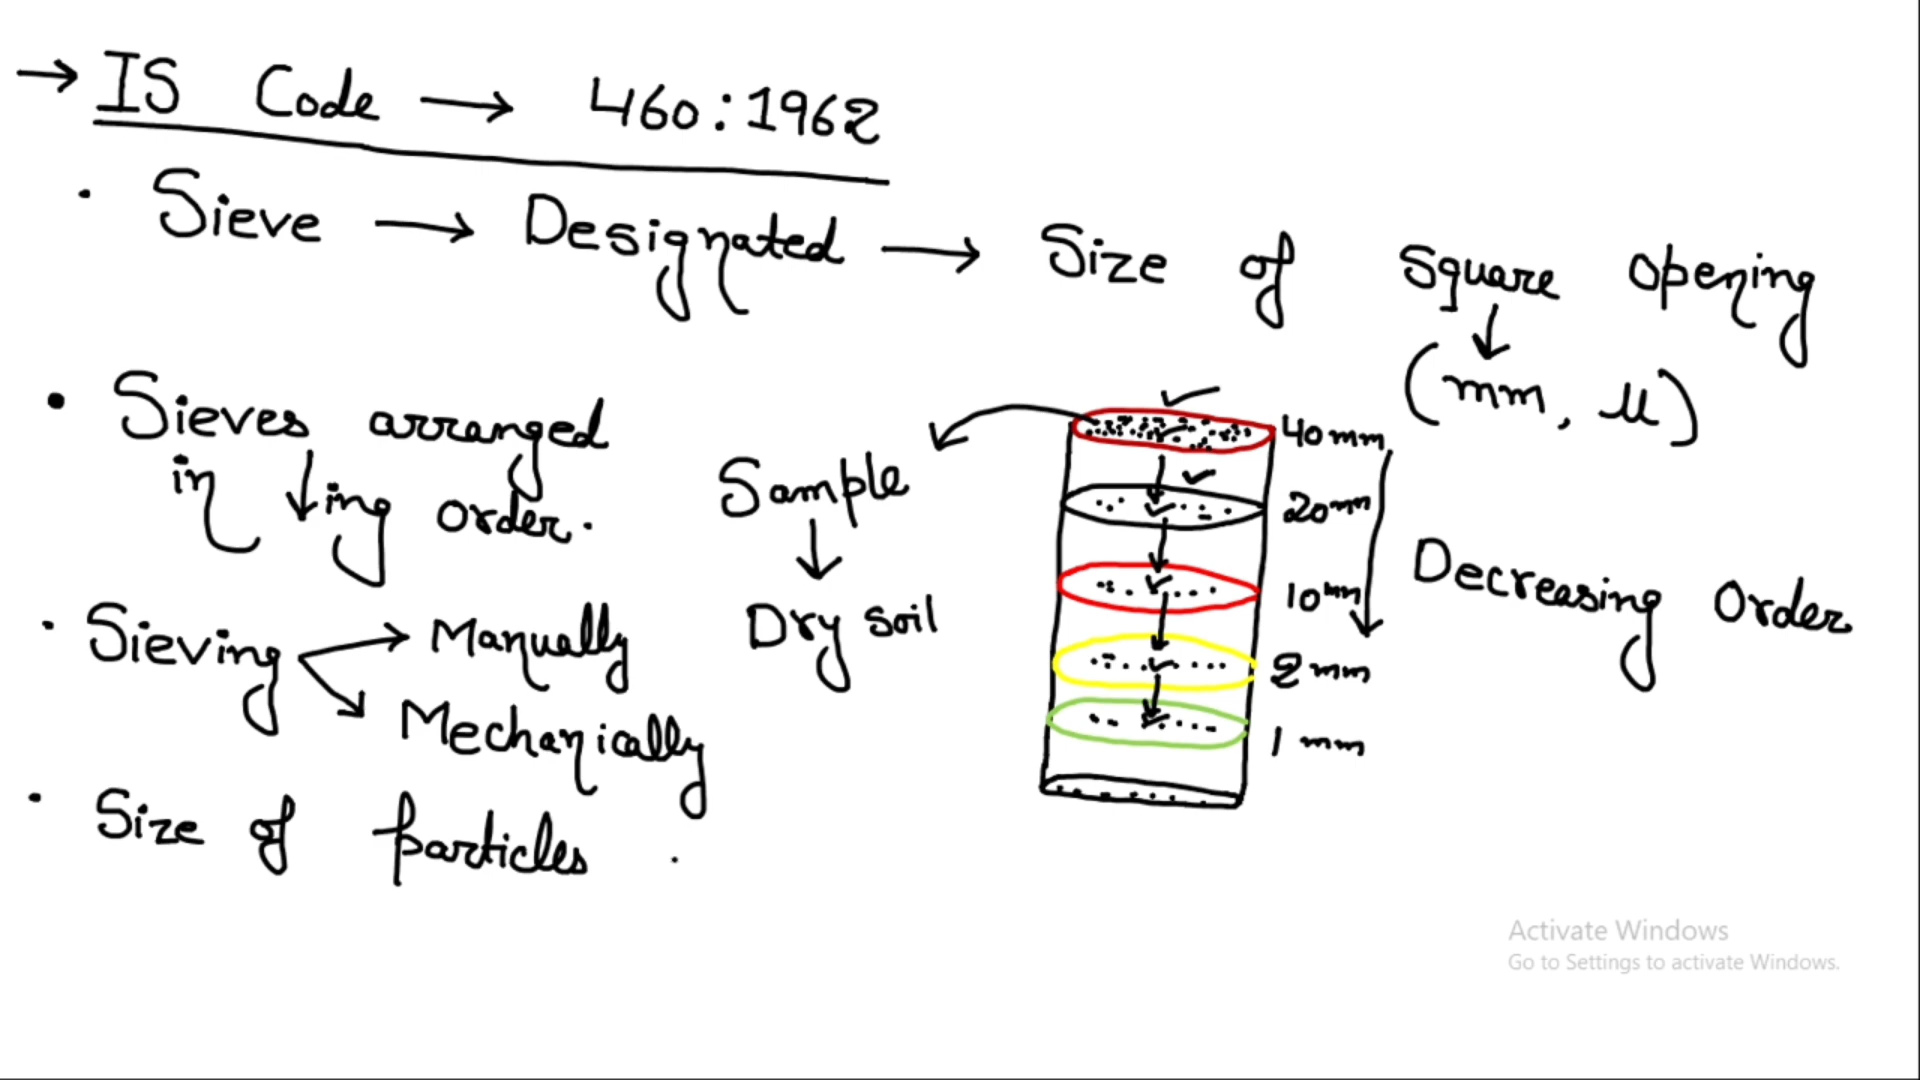 → IS Code → 460:1962
· Sieve → Designated → Size of Square Opening
↓
(mm, μ)
• Sieves arranged
in ↓ing order.
Sample
↓
Dry soil
40mm
20mm
10mm
2mm
1mm
Decreasing Order
· Sieving → Manually
→ Mechanically
· Size of particles .
Activate Windows
Go to Settings to activate Windows.